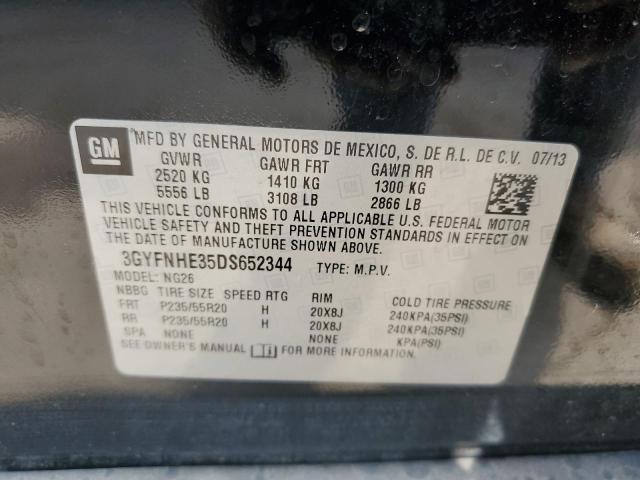 GM
MFD BY GENERAL MOTORS DE MEXICO, S. DE R.L. DE C.V. 07/13
GVWR GAWR FRT GAWR RR
2520 KG 1410 KG 1300 KG
5556 LB 3108 LB 2866 LB
THIS VEHICLE CONFORMS TO ALL APPLICABLE U.S. FEDERAL MOTOR
VEHICLE SAFETY AND THEFT PREVENTION STANDARDS IN EFFECT ON
THE DATE OF MANUFACTURE SHOWN ABOVE.
3GYFNHE35DS652344 TYPE: M.P.V.
MODEL: NG26
NBBG TIRE SIZE SPEED RTG RIM COLD TIRE PRESSURE
FRT P235/55R20 H 20X8J 240KPA(35PSI)
RR P235/55R20 H 20X8J 240KPA(35PSI)
SPA NONE NONE KPA(PSI)
SEE OWNER'S MANUAL FOR MORE INFORMATION.